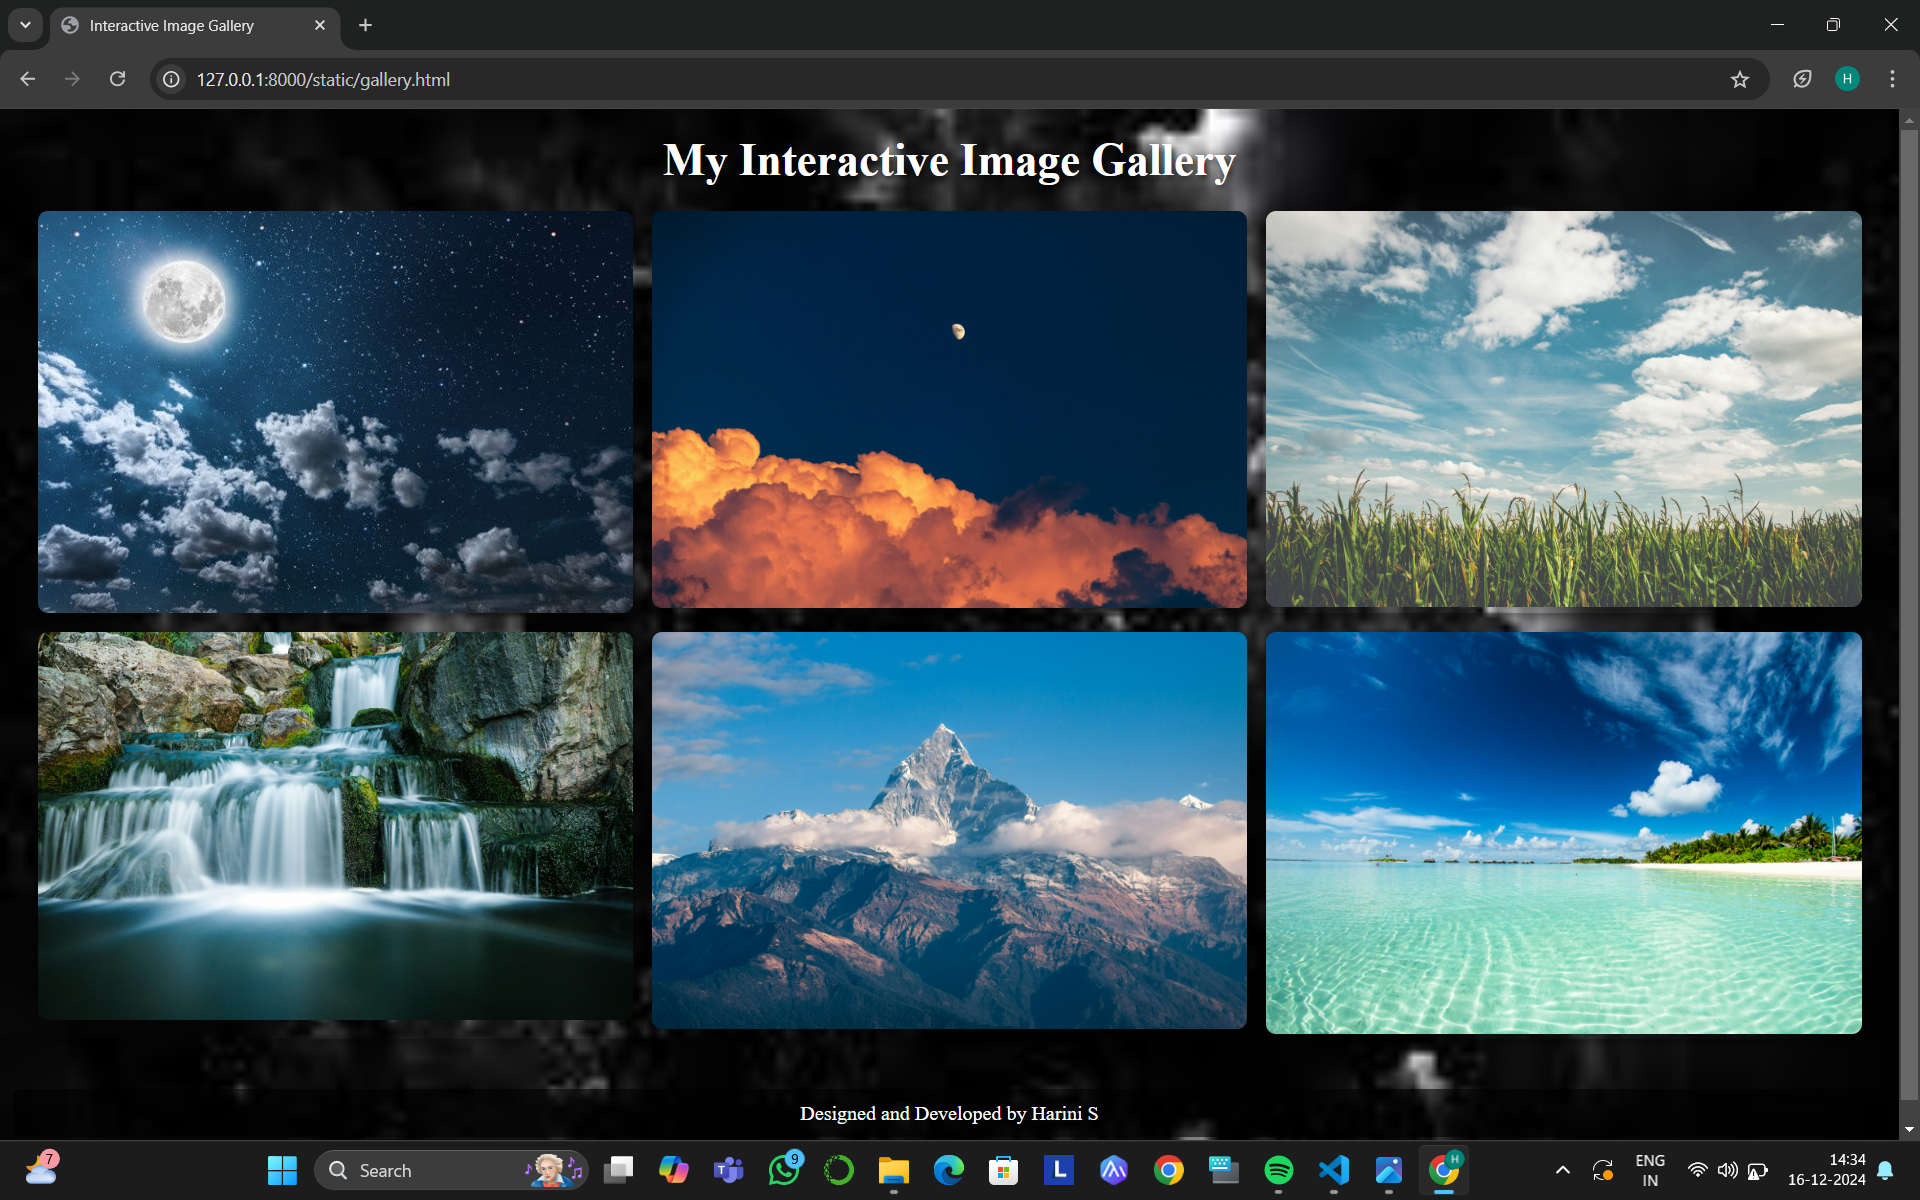 Interactive Image Gallery
127.0.0.1:8000/static/gallery.html
H
My Interactive Image Gallery
Designed and Developed by Harini S
7
Search
T
9
L
H
ENG
IN
14:34
16-12-2024